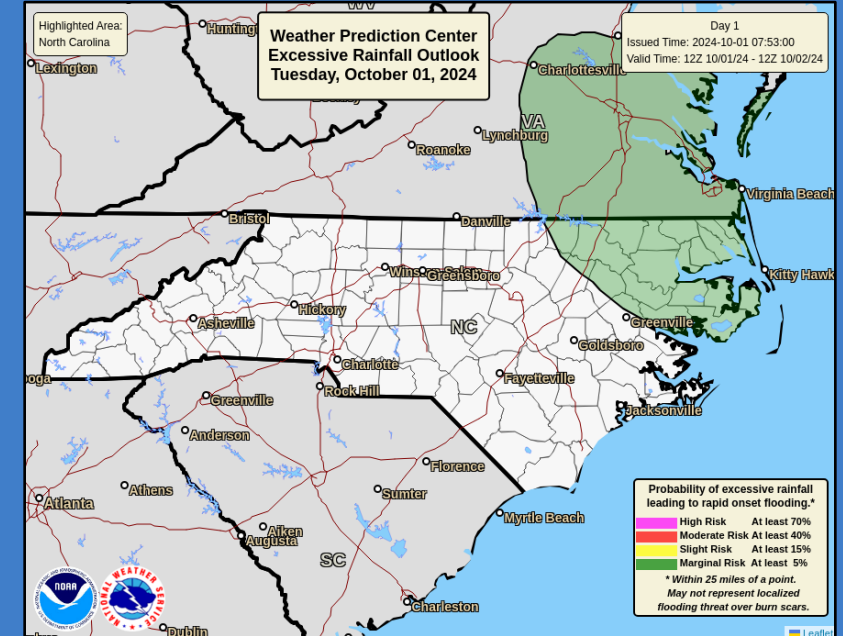 WV
Highlighted Area:
North Carolina
Weather Prediction Center
Excessive Rainfall Outlook
Tuesday, October 01, 2024
Day 1
Issued Time: 2024-10-01 07:53:00
Valid Time: 12Z 10/01/24 - 12Z 10/02/24
Lexington
Charlottesville
VA
Lynchburg
Roanoke
Virginia Beach
Bristol
Danville
Kitty Hawk
Greensboro
Hickory
Asheville
NC
Greenville
Goldsboro
Charlotte
Fayetteville
Rock Hill
Greenville
Jacksonville
Anderson
Florence
Athens
Sumter
Atlanta
Myrtle Beach
Aiken
Augusta
SC
Charleston
Dublin
Probability of excessive rainfall
leading to rapid onset flooding.*
High Risk At least 70%
Moderate Risk At least 40%
Slight Risk At least 15%
Marginal Risk At least 5%
* Within 25 miles of a point.
May not represent localized
flooding threat over burn scars.
NOAA
NATIONAL WEATHER SERVICE
Leaflet